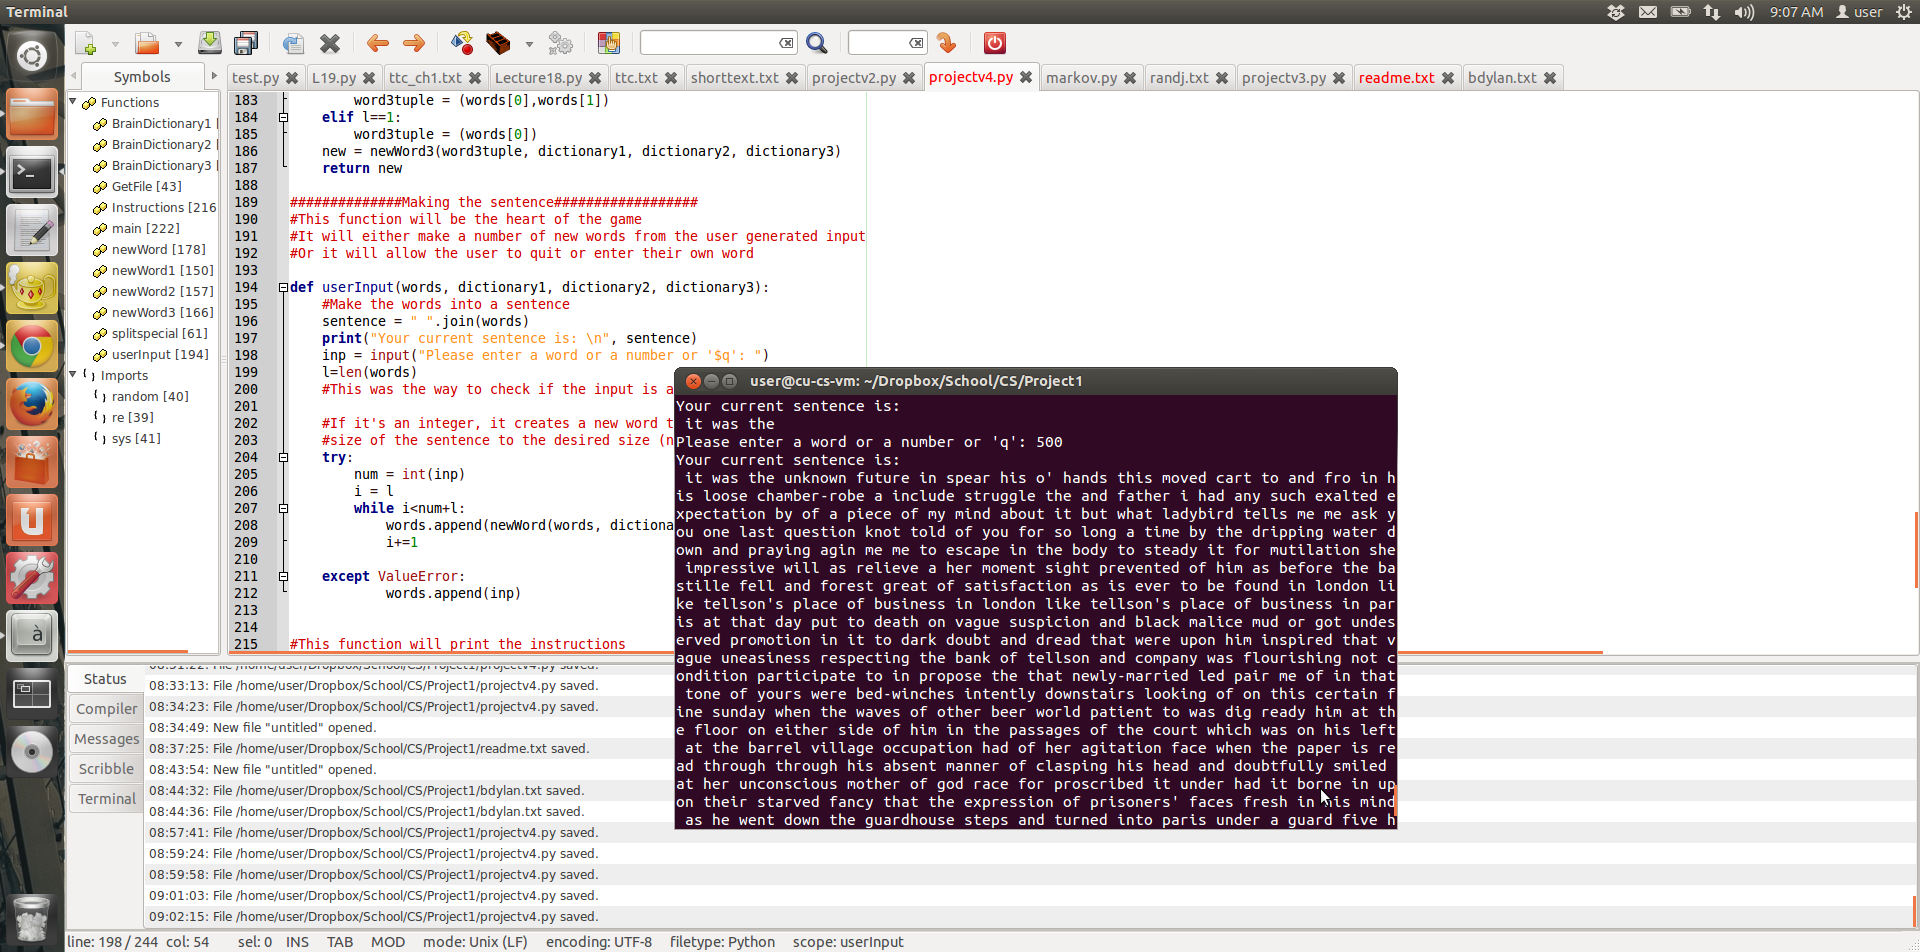 Terminal
9:07 AM
user
Symbols
test.py
L19.py
ttc_ch1.txt
Lecture18.py
ttc.txt
shorttext.txt
projectv2.py
projectv4.py
markov.py
randj.txt
projectv3.py
readme.txt
bdylan.txt
Functions
BrainDictionary1 [
BrainDictionary2 [
BrainDictionary3 [
GetFile [43]
Instructions [216
main [222]
newWord [178]
newWord1 [150]
newWord2 [157]
newWord3 [166]
splitspecial [61]
userInput [194]
Imports
random [40]
re [39]
sys [41]
183 word3tuple = (words[0],words[1])
184 elif l==1:
185 word3tuple = (words[0])
186 new = newWord3(word3tuple, dictionary1, dictionary2, dictionary3)
187 return new
188
189 ##############Making the sentence##################
190 #This function will be the heart of the game
191 #It will either make a number of new words from the user generated input
192 #Or it will allow the user to quit or enter their own word
193
194 def userInput(words, dictionary1, dictionary2, dictionary3):
195 #Make the words into a sentence
196 sentence = " ".join(words)
197 print("Your current sentence is: \n", sentence)
198 inp = input("Please enter a word or a number or '$q': ")
199 l=len(words)
200 #This was the way to check if the input is a
201
202 #If it's an integer, it creates a new word t
203 #size of the sentence to the desired size (n
204 try:
205 num = int(inp)
206 i = l
207 while i<num+l:
208 words.append(newWord(words, dictiona
209 i+=1
210
211 except ValueError:
212 words.append(inp)
213
214
215 #This function will print the instructions
user@cu-cs-vm: ~/Dropbox/School/CS/Project1
Your current sentence is:
it was the
Please enter a word or a number or 'q': 500
Your current sentence is:
it was the unknown future in spear his o' hands this moved cart to and fro in h
is loose chamber-robe a include struggle the and father i had any such exalted e
xpectation by of a piece of my mind about it but what ladybird tells me me ask y
ou one last question knot told of you for so long a time by the dripping water d
own and praying agin me me to escape in the body to steady it for mutilation she
impressive will as relieve a her moment sight prevented of him as before the ba
stille fell and forest great of satisfaction as is ever to be found in london li
ke tellson's place of business in london like tellson's place of business in par
is at that day put to death on vague suspicion and black malice mud or got undes
erved promotion in it to dark doubt and dread that were upon him inspired that v
ague uneasiness respecting the bank of tellson and company was flourishing not c
ondition participate to in propose the that newly-married led pair me of in that
tone of yours were bed-winches intently downstairs looking of on this certain f
ine sunday when the waves of other beer world patient to was dig ready him at th
e floor on either side of him in the passages of the court which was on his left
at the barrel village occupation had of her agitation face when the paper is re
ad through through his absent manner of clasping his head and doubtfully smiled
at her unconscious mother of god race for proscribed it under had it borne in up
on their starved fancy that the expression of prisoners' faces fresh in his mind
as he went down the guardhouse steps and turned into paris under a guard five h
Status
Compiler
Messages
Scribble
Terminal
08:33:13: File /home/user/Dropbox/School/CS/Project1/projectv4.py saved.
08:34:23: File /home/user/Dropbox/School/CS/Project1/projectv4.py saved.
08:34:49: New file "untitled" opened.
08:37:25: File /home/user/Dropbox/School/CS/Project1/readme.txt saved.
08:43:54: New file "untitled" opened.
08:44:32: File /home/user/Dropbox/School/CS/Project1/bdylan.txt saved.
08:44:36: File /home/user/Dropbox/School/CS/Project1/bdylan.txt saved.
08:57:41: File /home/user/Dropbox/School/CS/Project1/projectv4.py saved.
08:59:24: File /home/user/Dropbox/School/CS/Project1/projectv4.py saved.
08:59:58: File /home/user/Dropbox/School/CS/Project1/projectv4.py saved.
09:01:03: File /home/user/Dropbox/School/CS/Project1/projectv4.py saved.
09:02:15: File /home/user/Dropbox/School/CS/Project1/projectv4.py saved.
line: 198 / 244 col: 54 sel: 0 INS TAB MOD mode: Unix (LF) encoding: UTF-8 filetype: Python scope: userInput